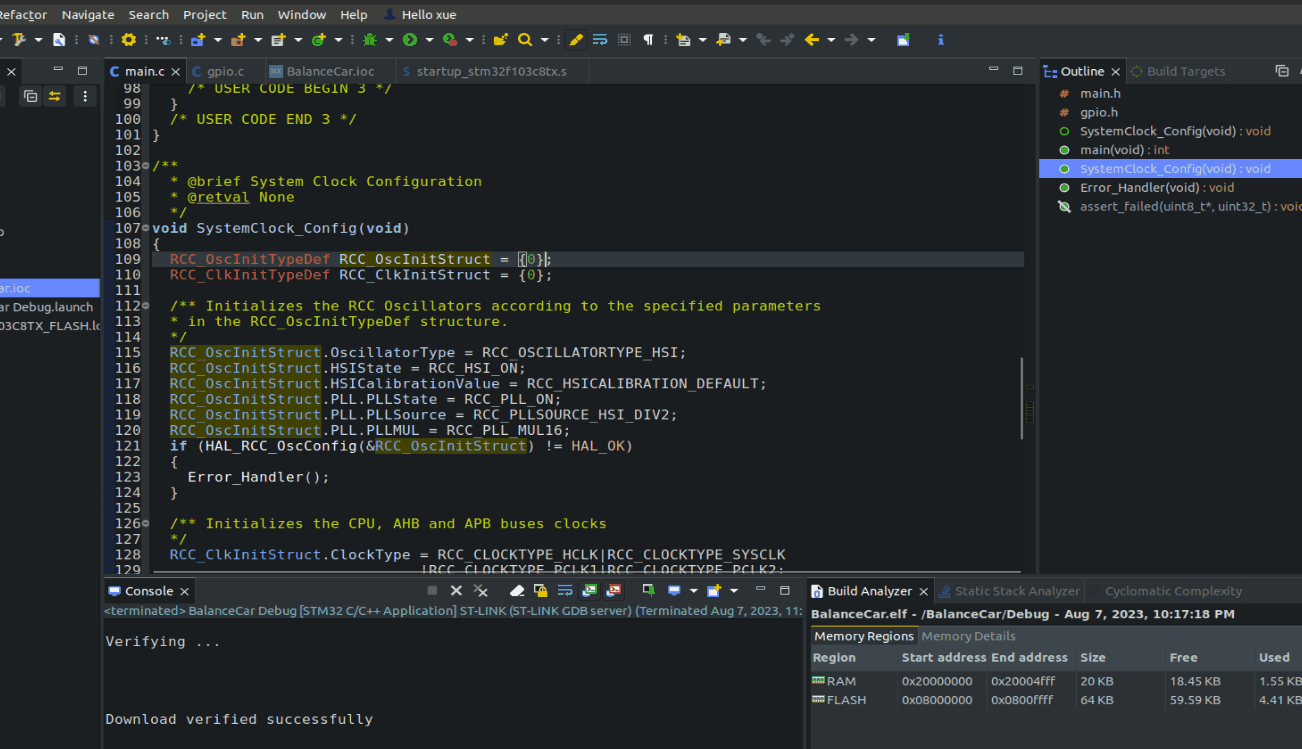 Refactor Navigate Search Project Run Window Help Hello xue
main.c gpio.c BalanceCar.ioc startup_stm32f103c8tx.s
98 /* USER CODE BEGIN 3 */
99 }
100 /* USER CODE END 3 */
101 }
102
103 /**
104 * @brief System Clock Configuration
105 * @retval None
106 */
107 void SystemClock_Config(void)
108 {
109 RCC_OscInitTypeDef RCC_OscInitStruct = {0};
110 RCC_ClkInitTypeDef RCC_ClkInitStruct = {0};
111
112 /** Initializes the RCC Oscillators according to the specified parameters
113 * in the RCC_OscInitTypeDef structure.
114 */
115 RCC_OscInitStruct.OscillatorType = RCC_OSCILLATORTYPE_HSI;
116 RCC_OscInitStruct.HSIState = RCC_HSI_ON;
117 RCC_OscInitStruct.HSICalibrationValue = RCC_HSICALIBRATION_DEFAULT;
118 RCC_OscInitStruct.PLL.PLLState = RCC_PLL_ON;
119 RCC_OscInitStruct.PLL.PLLSource = RCC_PLLSOURCE_HSI_DIV2;
120 RCC_OscInitStruct.PLL.PLLMUL = RCC_PLL_MUL16;
121 if (HAL_RCC_OscConfig(&RCC_OscInitStruct) != HAL_OK)
122 {
123 Error_Handler();
124 }
125
126 /** Initializes the CPU, AHB and APB buses clocks
127 */
128 RCC_ClkInitStruct.ClockType = RCC_CLOCKTYPE_HCLK|RCC_CLOCKTYPE_SYSCLK
129 |RCC_CLOCKTYPE_PCLK1|RCC_CLOCKTYPE_PCLK2;
ar.ioc
ar Debug.launch
03C8TX_FLASH.lc
Outline Build Targets
main.h
gpio.h
SystemClock_Config(void) : void
main(void) : int
SystemClock_Config(void) : void
Error_Handler(void) : void
assert_failed(uint8_t*, uint32_t) : voic
Console
<terminated> BalanceCar Debug [STM32 C/C++ Application] ST-LINK (ST-LINK GDB server) (Terminated Aug 7, 2023, 11:
Verifying ...
Download verified successfully
Build Analyzer Static Stack Analyzer Cyclomatic Complexity
BalanceCar.elf - /BalanceCar/Debug - Aug 7, 2023, 10:17:18 PM
Memory Regions Memory Details
Region Start address End address Size Free Used
RAM 0x20000000 0x20004fff 20 KB 18.45 KB 1.55 KB
FLASH 0x08000000 0x0800ffff 64 KB 59.59 KB 4.41 KB